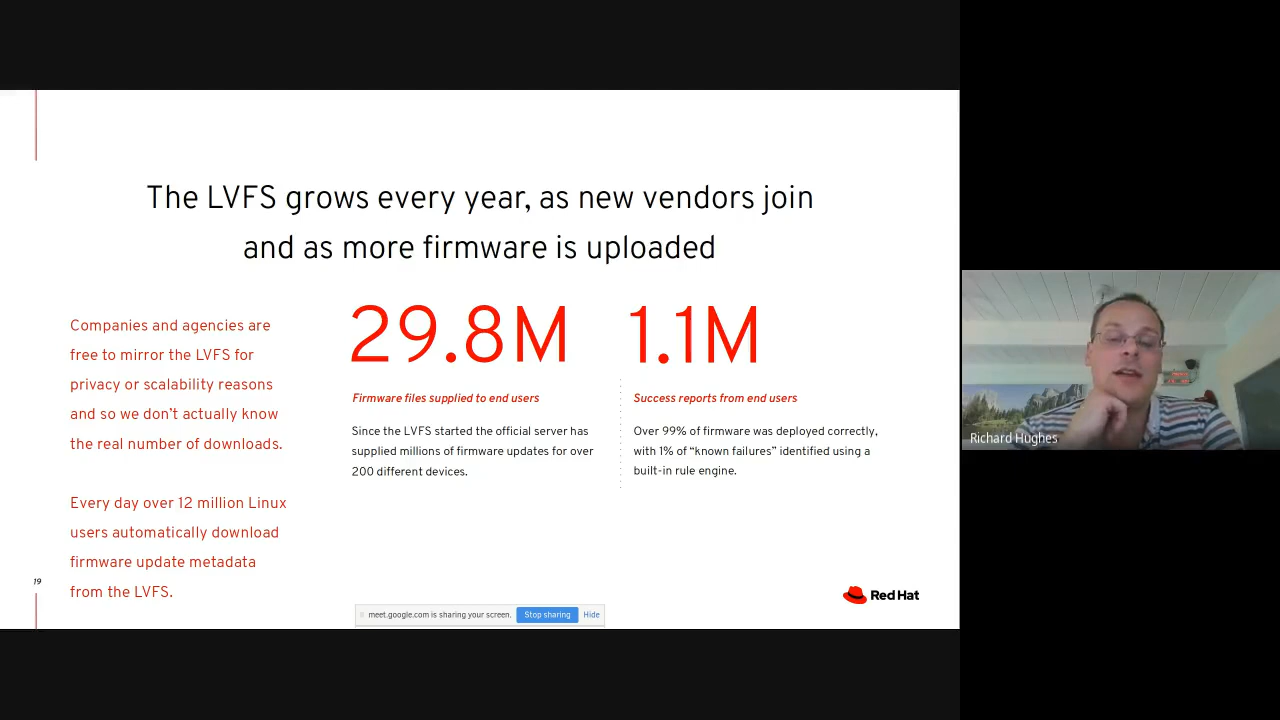 The LVFS grows every year, as new vendors join
and as more firmware is uploaded
Companies and agencies are
free to mirror the LVFS for
privacy or scalability reasons
and so we don’t actually know
the real number of downloads.
Every day over 12 million Linux
users automatically download
firmware update metadata
from the LVFS.
29.8M
Firmware files supplied to end users
Since the LVFS started the official server has
supplied millions of firmware updates for over
200 different devices.
1.1M
Success reports from end users
Over 99% of firmware was deployed correctly,
with 1% of “known failures” identified using a
built-in rule engine.
19
Red Hat
meet.google.com is sharing your screen. Stop sharing Hide
Richard Hughes